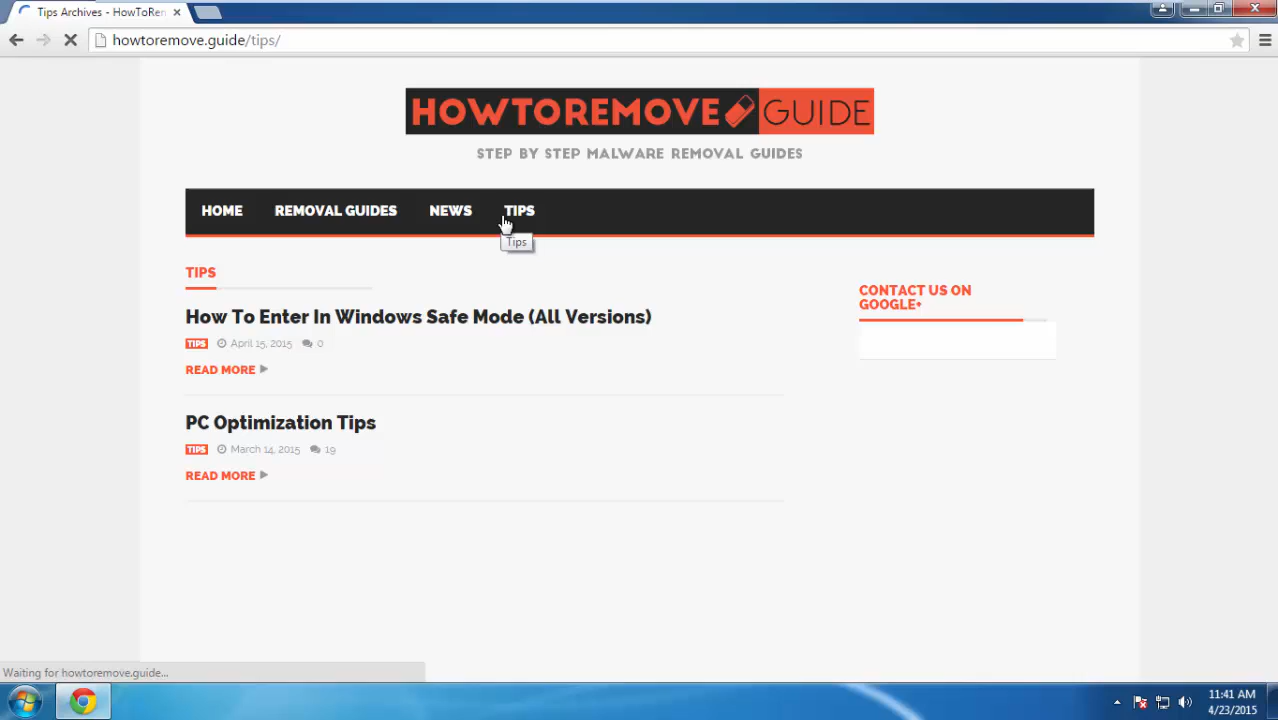 Tips Archives - HowToRem
howtoremove.guide/tips/
HOWTOREMOVE GUIDE
STEP BY STEP MALWARE REMOVAL GUIDES
HOME REMOVAL GUIDES NEWS TIPS
Tips
TIPS
How To Enter In Windows Safe Mode (All Versions)
TIPS April 15, 2015 0
READ MORE
PC Optimization Tips
TIPS March 14, 2015 19
READ MORE
CONTACT US ON
GOOGLE+
Waiting for howtoremove.guide...
11:41 AM
4/23/2015